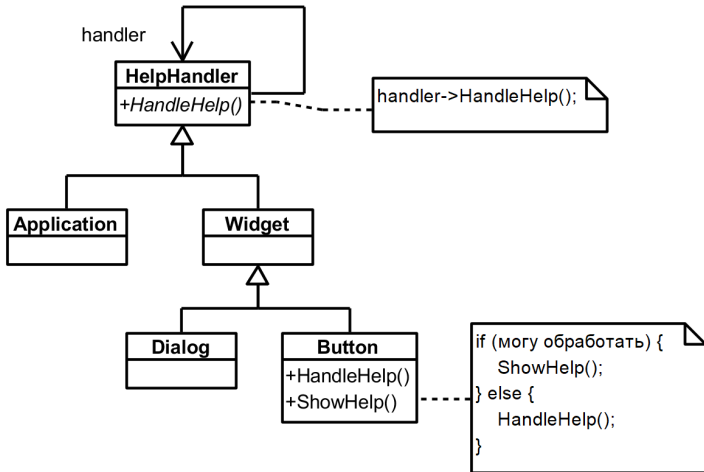 handler
HelpHandler
+HandleHelp()
handler->HandleHelp();
Application
Widget
Dialog
Button
+HandleHelp()
+ShowHelp()
if (могу обработать) {
ShowHelp();
} else {
HandleHelp();
}